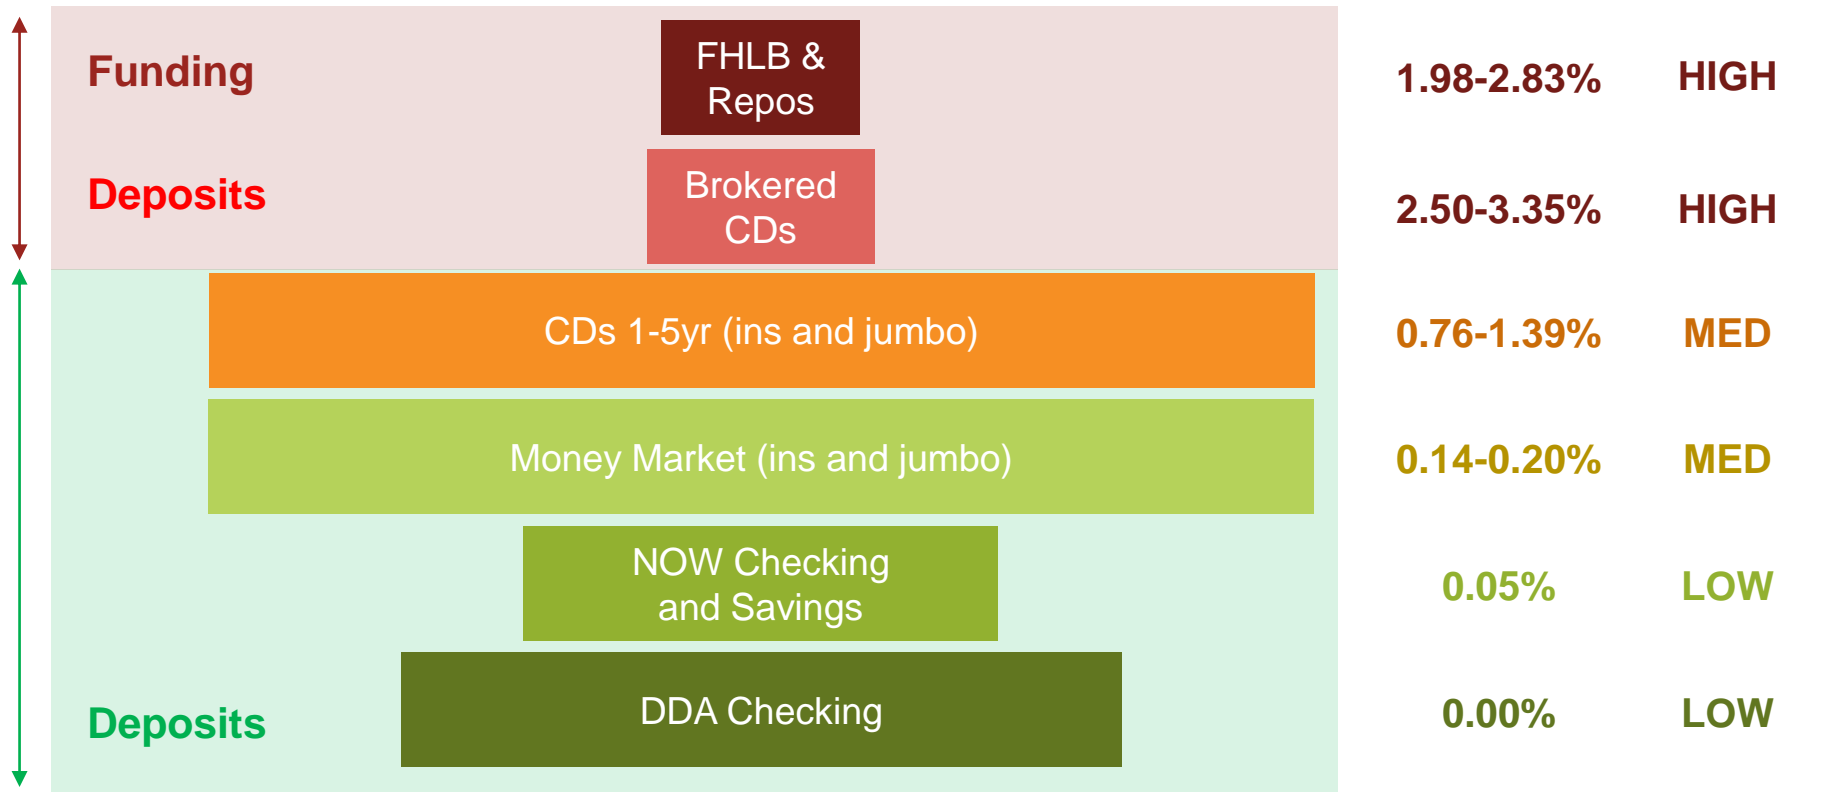 Funding
FHLB &
Repos
1.98-2.83%
HIGH
Deposits
Brokered
CDs
2.50-3.35%
HIGH
CDs 1-5yr (ins and jumbo)
0.76-1.39%
MED
Money Market (ins and jumbo)
0.14-0.20%
MED
NOW Checking
and Savings
0.05%
LOW
Deposits
DDA Checking
0.00%
LOW